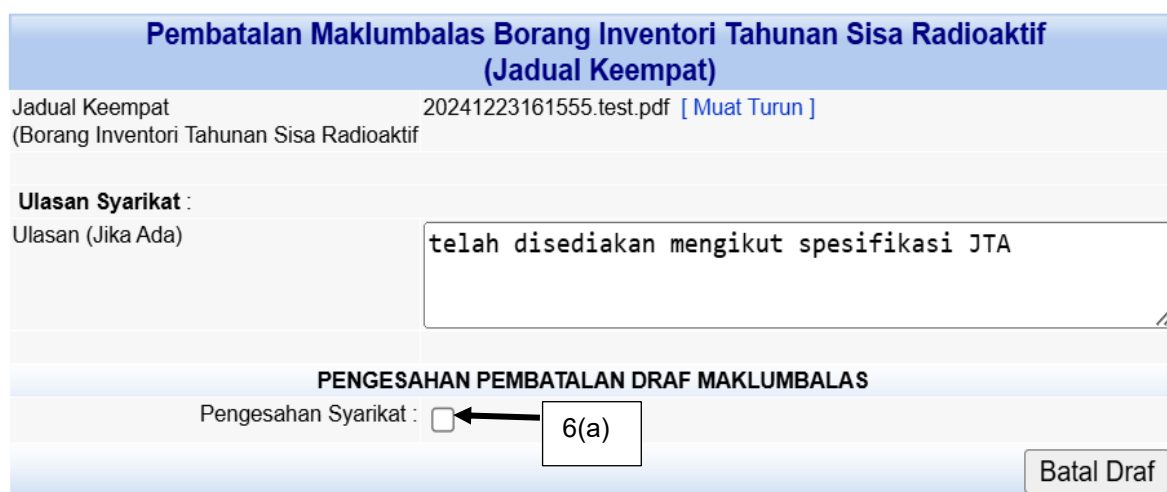 Pembatalan Maklumbalas Borang Inventori Tahunan Sisa Radioaktif
(Jadual Keempat)
Jadual Keempat 20241223161555.test.pdf [ Muat Turun ]
(Borang Inventori Tahunan Sisa Radioaktif
Ulasan Syarikat :
Ulasan (Jika Ada) telah disediakan mengikut spesifikasi JTA
PENGESAHAN PEMBATALAN DRAF MAKLUMBALAS
Pengesahan Syarikat : 6(a)
Batal Draf